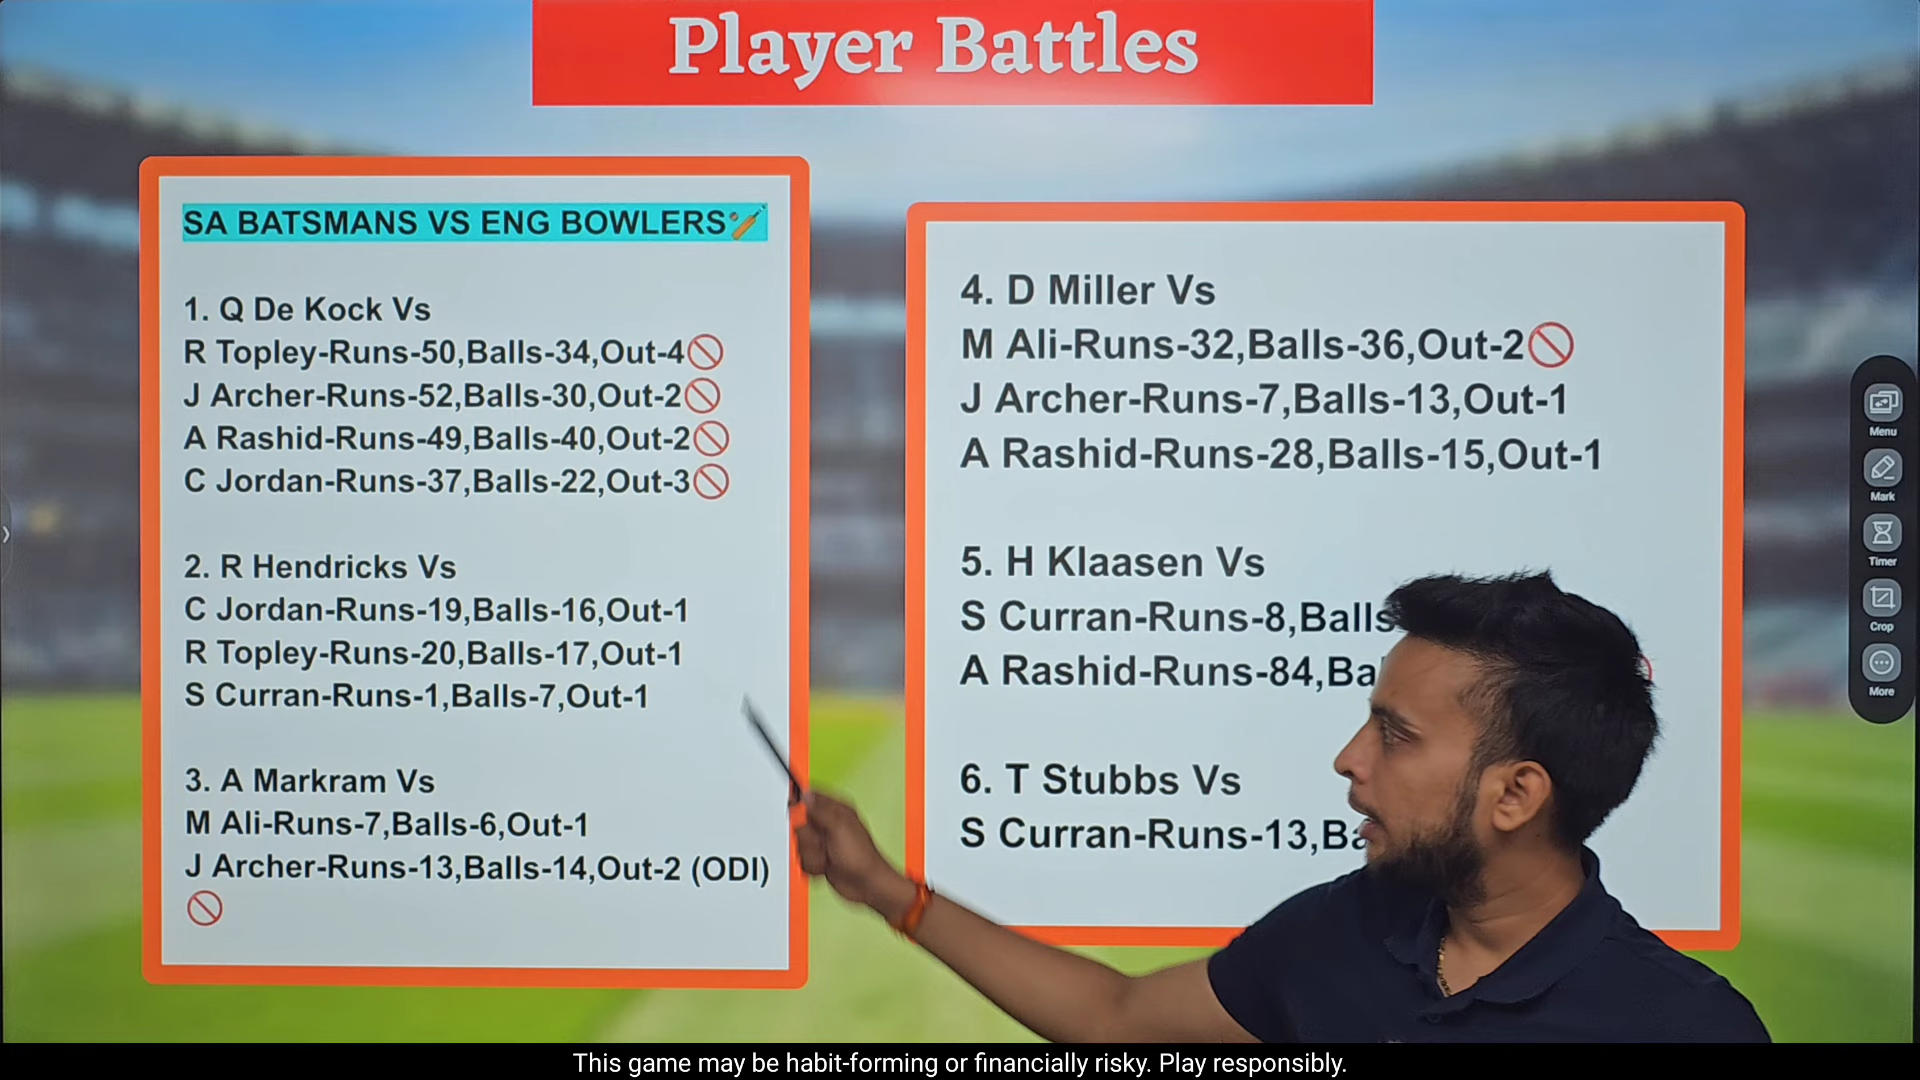 Player Battles
SA BATSMANS VS ENG BOWLERS
1. Q De Kock Vs
R Topley-Runs-50,Balls-34,Out-4
J Archer-Runs-52,Balls-30,Out-2
A Rashid-Runs-49,Balls-40,Out-2
C Jordan-Runs-37,Balls-22,Out-3
2. R Hendricks Vs
C Jordan-Runs-19,Balls-16,Out-1
R Topley-Runs-20,Balls-17,Out-1
S Curran-Runs-1,Balls-7,Out-1
3. A Markram Vs
M Ali-Runs-7,Balls-6,Out-1
J Archer-Runs-13,Balls-14,Out-2 (ODI)
4. D Miller Vs
M Ali-Runs-32,Balls-36,Out-2
J Archer-Runs-7,Balls-13,Out-1
A Rashid-Runs-28,Balls-15,Out-1
5. H Klaasen Vs
S Curran-Runs-8,Balls
A Rashid-Runs-84,Ba
6. T Stubbs Vs
S Curran-Runs-13,Ba
Menu
Mark
Timer
Crop
More
This game may be habit-forming or financially risky. Play responsibly.